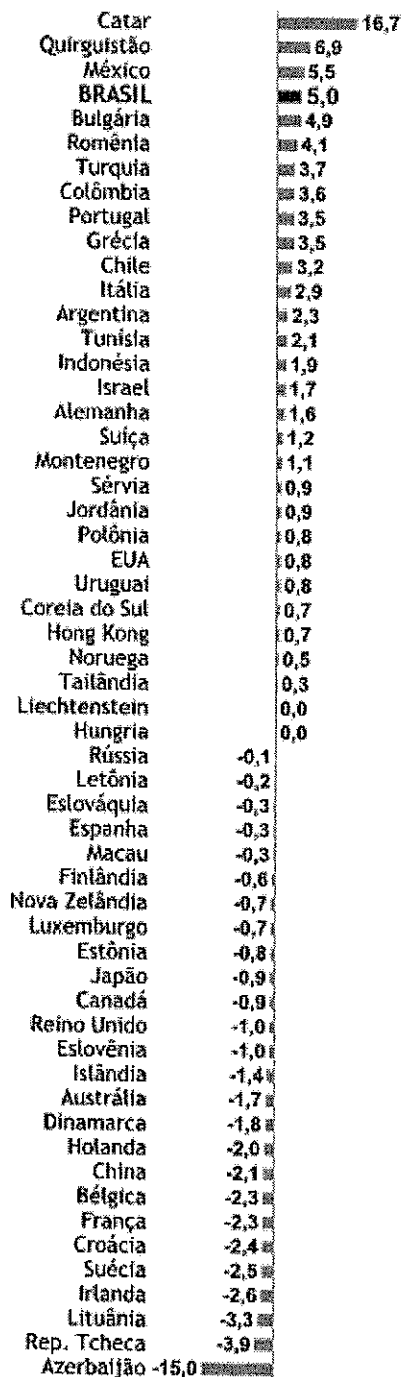 Catar 16,7
Quirguistão 6,9
México 5,5
BRASIL 5,0
Bulgária 4,9
Romênia 4,1
Turquia 3,7
Colômbia 3,6
Portugal 3,5
Grécia 3,5
Chile 3,2
Itália 2,9
Argentina 2,3
Tunísia 2,1
Indonésia 1,9
Israel 1,7
Alemanha 1,6
Suíça 1,2
Montenegro 1,1
Sérvia 0,9
Jordânia 0,9
Polônia 0,8
EUA 0,8
Uruguai 0,8
Coreia do Sul 0,7
Hong Kong 0,7
Noruega 0,5
Tailândia 0,3
Liechtenstein 0,0
Hungria 0,0
Rússia -0,1
Letônia -0,2
Eslováquia -0,3
Espanha -0,3
Macau -0,3
Finlândia -0,6
Nova Zelândia -0,7
Luxemburgo -0,7
Estônia -0,8
Japão -0,9
Canadá -0,9
Reino Unido -1,0
Eslovênia -1,0
Islândia -1,4
Austrália -1,7
Dinamarca -1,8
Holanda -2,0
China -2,1
Bélgica -2,3
França -2,3
Croácia -2,4
Suécia -2,5
Irlanda -2,6
Lituânia -3,3
Rep. Tcheca -3,9
Azerbaijão -15,0